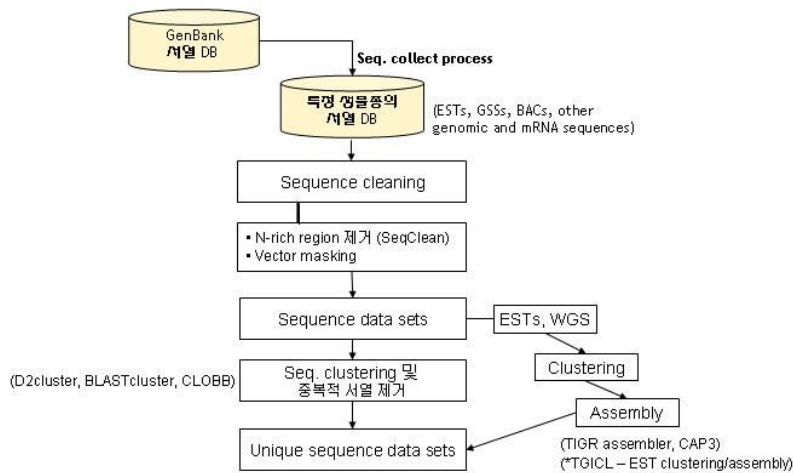 GenBank
서열 DB
Seq. collect process
특정 생물종의
서열 DB
(ESTs, GSSs, BACs, other
genomic and mRNA sequences)
Sequence cleaning
▪ N-rich region 제거 (SeqClean)
▪ Vector masking
Sequence data sets
ESTs, WGS
(D2cluster, BLASTcluster, CLOBB)
Seq. clustering 및
중복적 서열 제거
Clustering
Assembly
(TIGR assembler, CAP3)
(*TGICL – EST clustering/assembly)
Unique sequence data sets